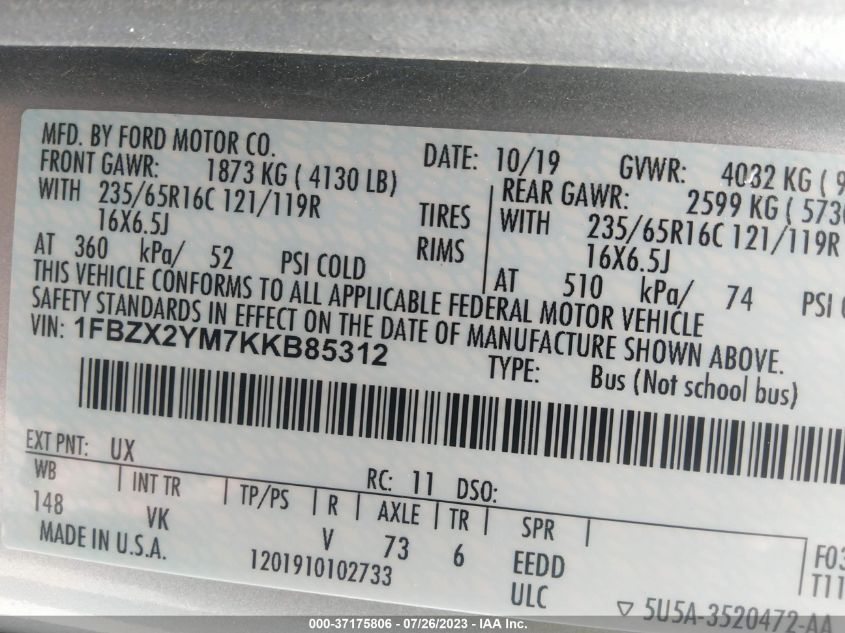 MFD. BY FORD MOTOR CO. DATE: 10/19 GVWR: 4082 KG ( 9
FRONT GAWR: 1873 KG ( 4130 LB) REAR GAWR: 2599 KG ( 573
WITH 235/65R16C 121/119R TIRES WITH 235/65R16C 121/119R
16X6.5J RIMS 16X6.5J
AT 360 kPa/ 52 PSI COLD AT 510 kPa/ 74 PSI
THIS VEHICLE CONFORMS TO ALL APPLICABLE FEDERAL MOTOR VEHICLE
SAFETY STANDARDS IN EFFECT ON THE DATE OF MANUFACTURE SHOWN ABOVE.
VIN: 1FBZX2YM7KKB85312 TYPE: Bus (Not school bus)
EXT PNT: UX RC: 11 DSO:
WB INT TR TP/PS R AXLE TR SPR
148 VK V 73 6 EEDD
MADE IN U.S.A. 1201910102733 ULC
F03
T11
▽ 5U5A-3520472-AA
000-37175806 - 07/26/2023 - IAA Inc.